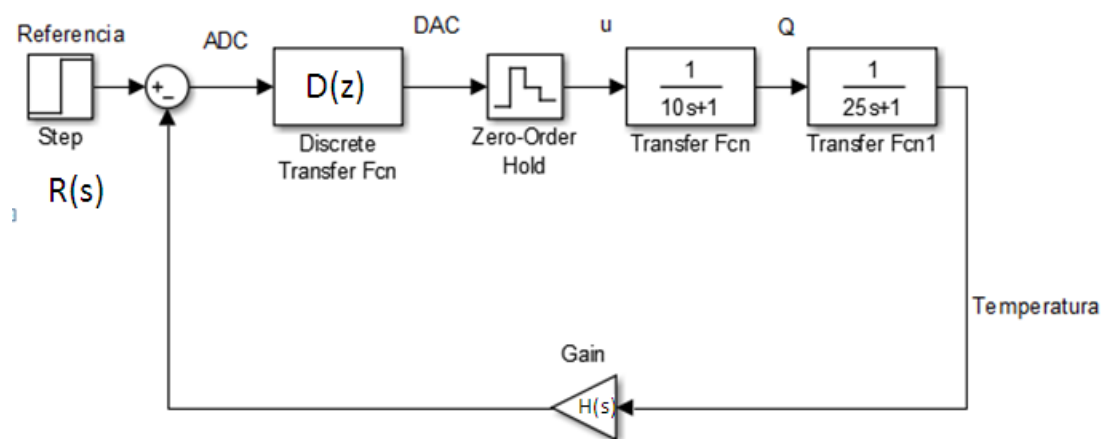 Referencia
ADC
DAC
u
Q
+
-
D(z)
1
10s+1
1
25s+1
Step
Discrete
Transfer Fcn
Zero-Order
Hold
Transfer Fcn
Transfer Fcn1
R(s)
Temperatura
Gain
H(s)